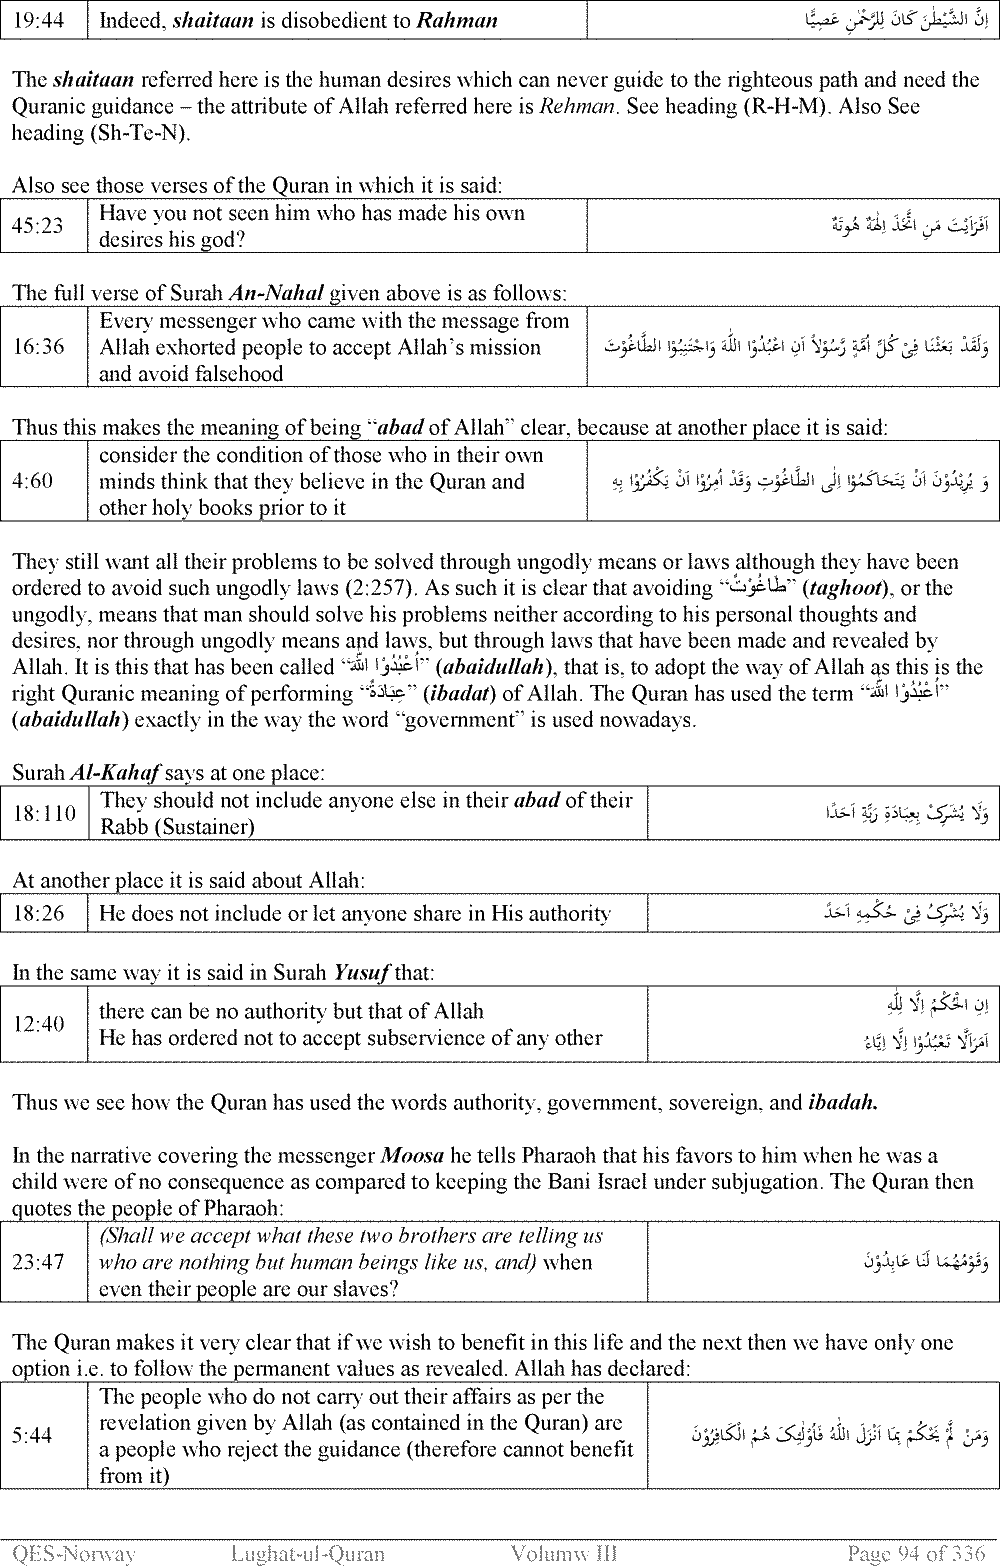 19:44 Indeed, shaitaan is disobedient to Rahman اِنَّ الشَّيْطٰنَ كَانَ لِلرَّحْمٰنِ عَصِيًّا
The shaitaan referred here is the human desires which can never guide to the righteous path and need the
Quranic guidance – the attribute of Allah referred here is Rehman. See heading (R-H-M). Also See
heading (Sh-Te-N).
Also see those verses of the Quran in which it is said:
45:23 Have you not seen him who has made his own
desires his god? اَفَرَاَيْتَ مَنِ اتَّخَذَ اِلٰهَهٗ هُوٰٮَهٗ
The full verse of Surah An-Nahal given above is as follows:
16:36 Every messenger who came with the message from
Allah exhorted people to accept Allah’s mission
and avoid falsehood وَلَقَدْ بَعَثْنَا فِىْ كُلِّ اُمَّةٍ رَّسُوْلاً اَنِ اعْبُدُوْا اللّٰهَ وَاجْتَنِبُوْا الطَّاغُوْتَ
Thus this makes the meaning of being “abad of Allah” clear, because at another place it is said:
4:60 consider the condition of those who in their own
minds think that they believe in the Quran and
other holy books prior to it وَ يُرِيْدُوْنَ اَنْ يَتَحَاكَمُوْا اِلٰى الطَّاغُوْتِ وَقَدْ اُمِرُوْا اَنْ يَكْفُرُوْا بِهِ
They still want all their problems to be solved through ungodly means or laws although they have been
ordered to avoid such ungodly laws (2:257). As such it is clear that avoiding “طَاغُوْتٌ” (taghoot), or the
ungodly, means that man should solve his problems neither according to his personal thoughts and
desires, nor through ungodly means and laws, but through laws that have been made and revealed by
Allah. It is this that has been called “اُعْبُدُوْا اللّٰهَ” (abaidullah), that is, to adopt the way of Allah as this is the
right Quranic meaning of performing “عِبَادَةٌ” (ibadat) of Allah. The Quran has used the term “اُعْبُدُوْا اللّٰهَ”
(abaidullah) exactly in the way the word “government” is used nowadays.
Surah Al-Kahaf says at one place:
18:110 They should not include anyone else in their abad of their
Rabb (Sustainer) وَلَا يُشْرِكْ بِعِبَادَةِ رَبِّهٖ اَحَدًا
At another place it is said about Allah:
18:26 He does not include or let anyone share in His authority وَلَا يُشْرِكُ فِىْ حُكْمِهِ اَحَدًا
In the same way it is said in Surah Yusuf that:
12:40 there can be no authority but that of Allah اِنِ الْحُكْمُ اِلَّا لِلّٰهِ
He has ordered not to accept subservience of any other اَمَرَاَلَّا تَعْبُدُوْا اِلَّا اِيَّاهُ
Thus we see how the Quran has used the words authority, government, sovereign, and ibadah.
In the narrative covering the messenger Moosa he tells Pharaoh that his favors to him when he was a
child were of no consequence as compared to keeping the Bani Israel under subjugation. The Quran then
quotes the people of Pharaoh:
23:47 (Shall we accept what these two brothers are telling us
who are nothing but human beings like us, and) when
even their people are our slaves? وَقَوْمُهُمَا لَنَا عَابِدُوْنَ
The Quran makes it very clear that if we wish to benefit in this life and the next then we have only one
option i.e. to follow the permanent values as revealed. Allah has declared:
5:44 The people who do not carry out their affairs as per the
revelation given by Allah (as contained in the Quran) are
a people who reject the guidance (therefore cannot benefit
from it) وَمَنْ لَّمْ يَحْكُمْ بِمَا اَنْزَلَ اللّٰهُ فَاُوْلٰئِكَ هُمُ الْكَافِرُوْنَ
QES-Norway Lughat-ul-Quran Volumw III Page 94 of 336